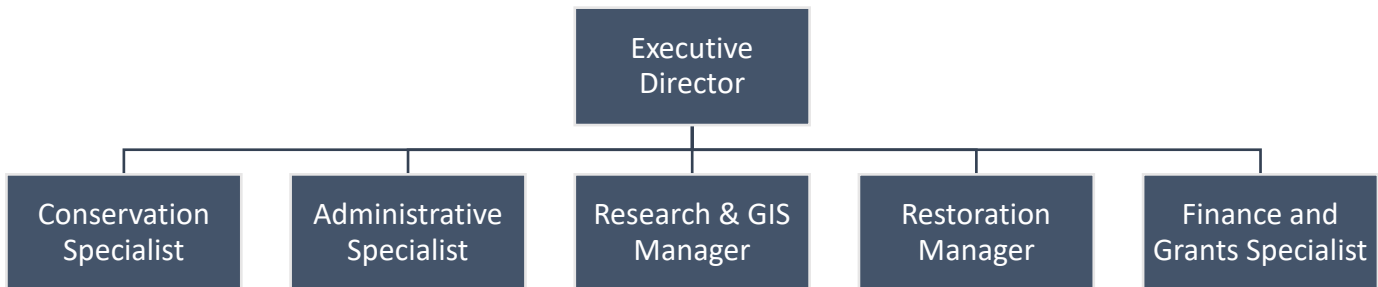 Executive
Director
Conservation
Specialist
Administrative
Specialist
Research & GIS
Manager
Restoration
Manager
Finance and
Grants Specialist